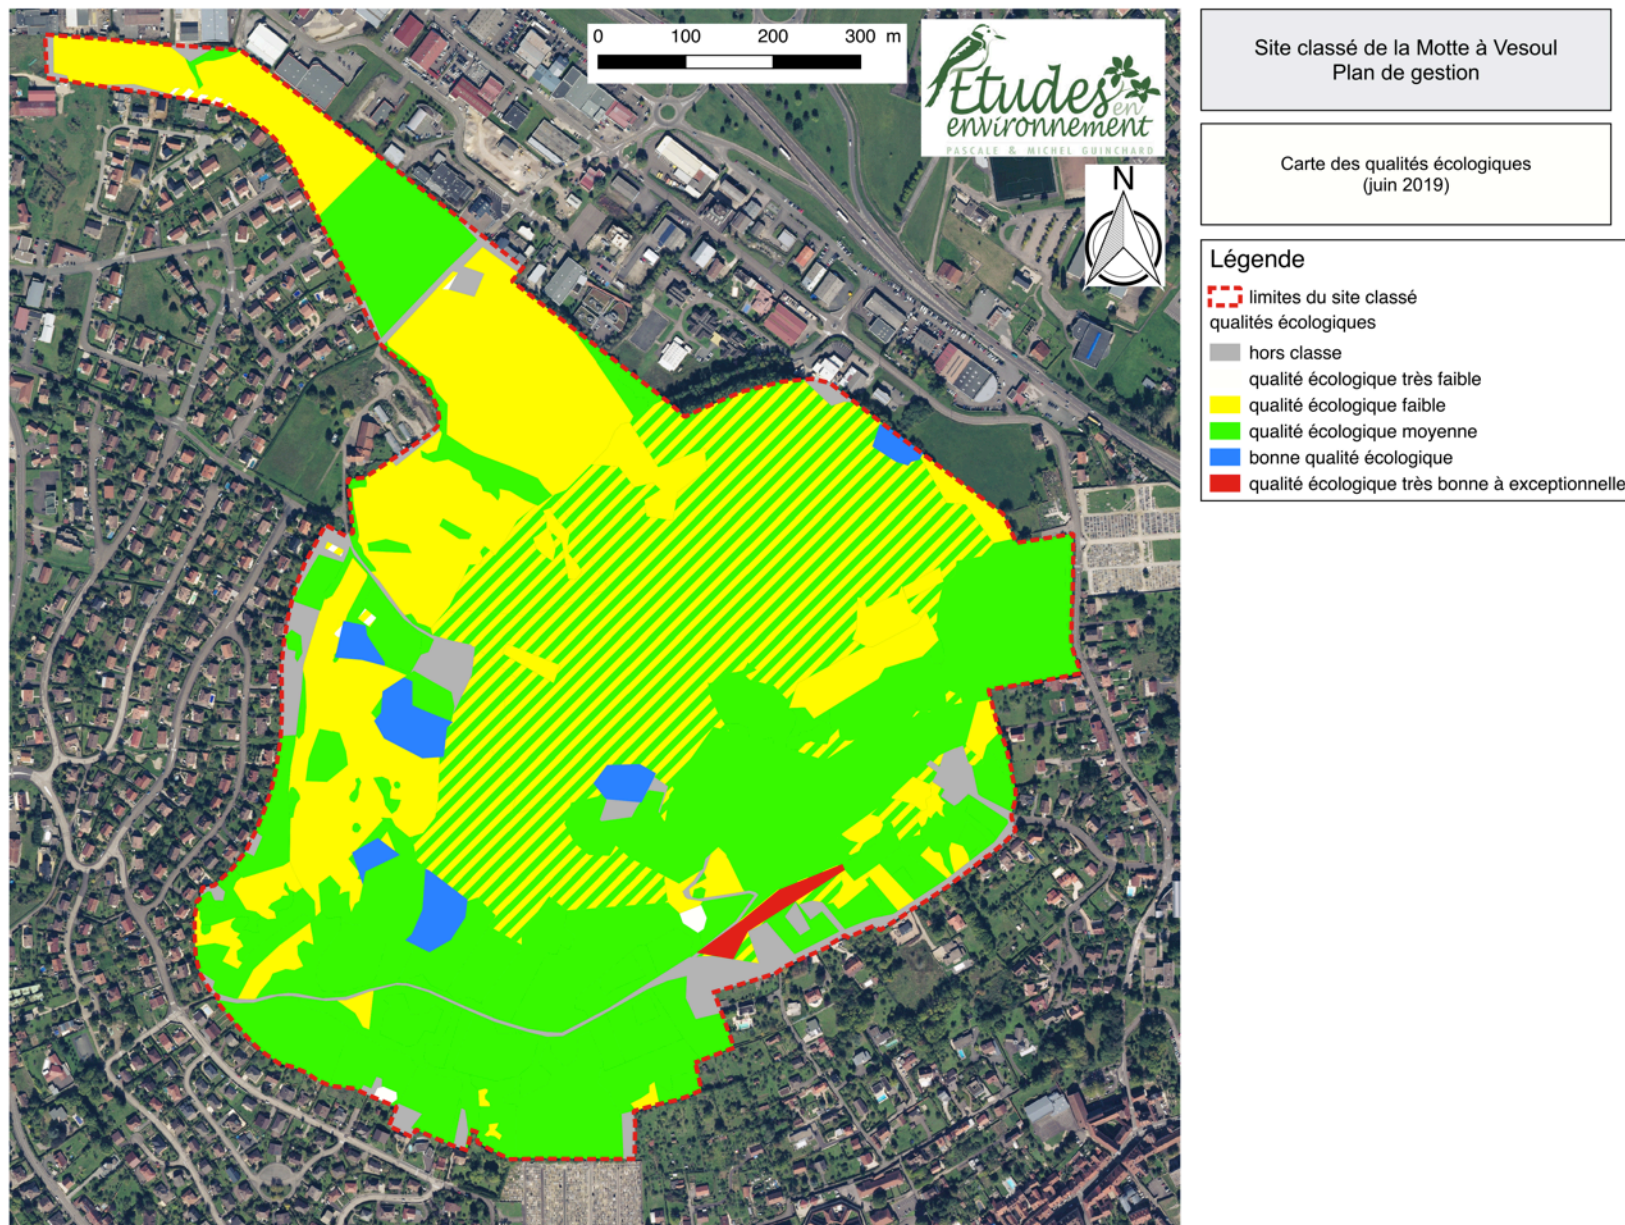 0 100 200 300 m
Etudes
en
environnement
PASCALE & MICHEL GUINCHARD
N
Site classé de la Motte à Vesoul
Plan de gestion
Carte des qualités écologiques
(juin 2019)
Légende
limites du site classé
qualités écologiques
hors classe
qualité écologique très faible
qualité écologique faible
qualité écologique moyenne
bonne qualité écologique
qualité écologique très bonne à exceptionnelle